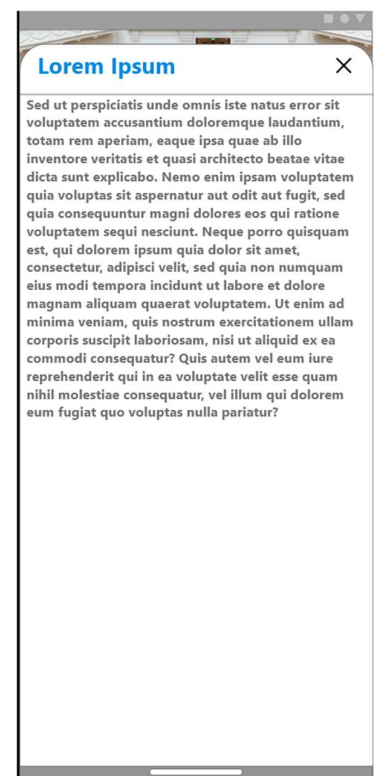 Lorem Ipsum
Sed ut perspiciatis unde omnis iste natus error sit
voluptatem accusantium doloremque laudantium,
totam rem aperiam, eaque ipsa quae ab illo
inventore veritatis et quasi architecto beatae vitae
dicta sunt explicabo. Nemo enim ipsam voluptatem
quia voluptas sit aspernatur aut odit aut fugit, sed
quia consequuntur magni dolores eos qui ratione
voluptatem sequi nesciunt. Neque porro quisquam
est, qui dolorem ipsum quia dolor sit amet,
consectetur, adipisci velit, sed quia non numquam
eius modi tempora incidunt ut labore et dolore
magnam aliquam quaerat voluptatem. Ut enim ad
minima veniam, quis nostrum exercitationem ullam
corporis suscipit laboriosam, nisi ut aliquid ex ea
commodi consequatur? Quis autem vel eum iure
reprehenderit qui in ea voluptate velit esse quam
nihil molestiae consequatur, vel illum qui dolorem
eum fugiat quo voluptas nulla pariatur?